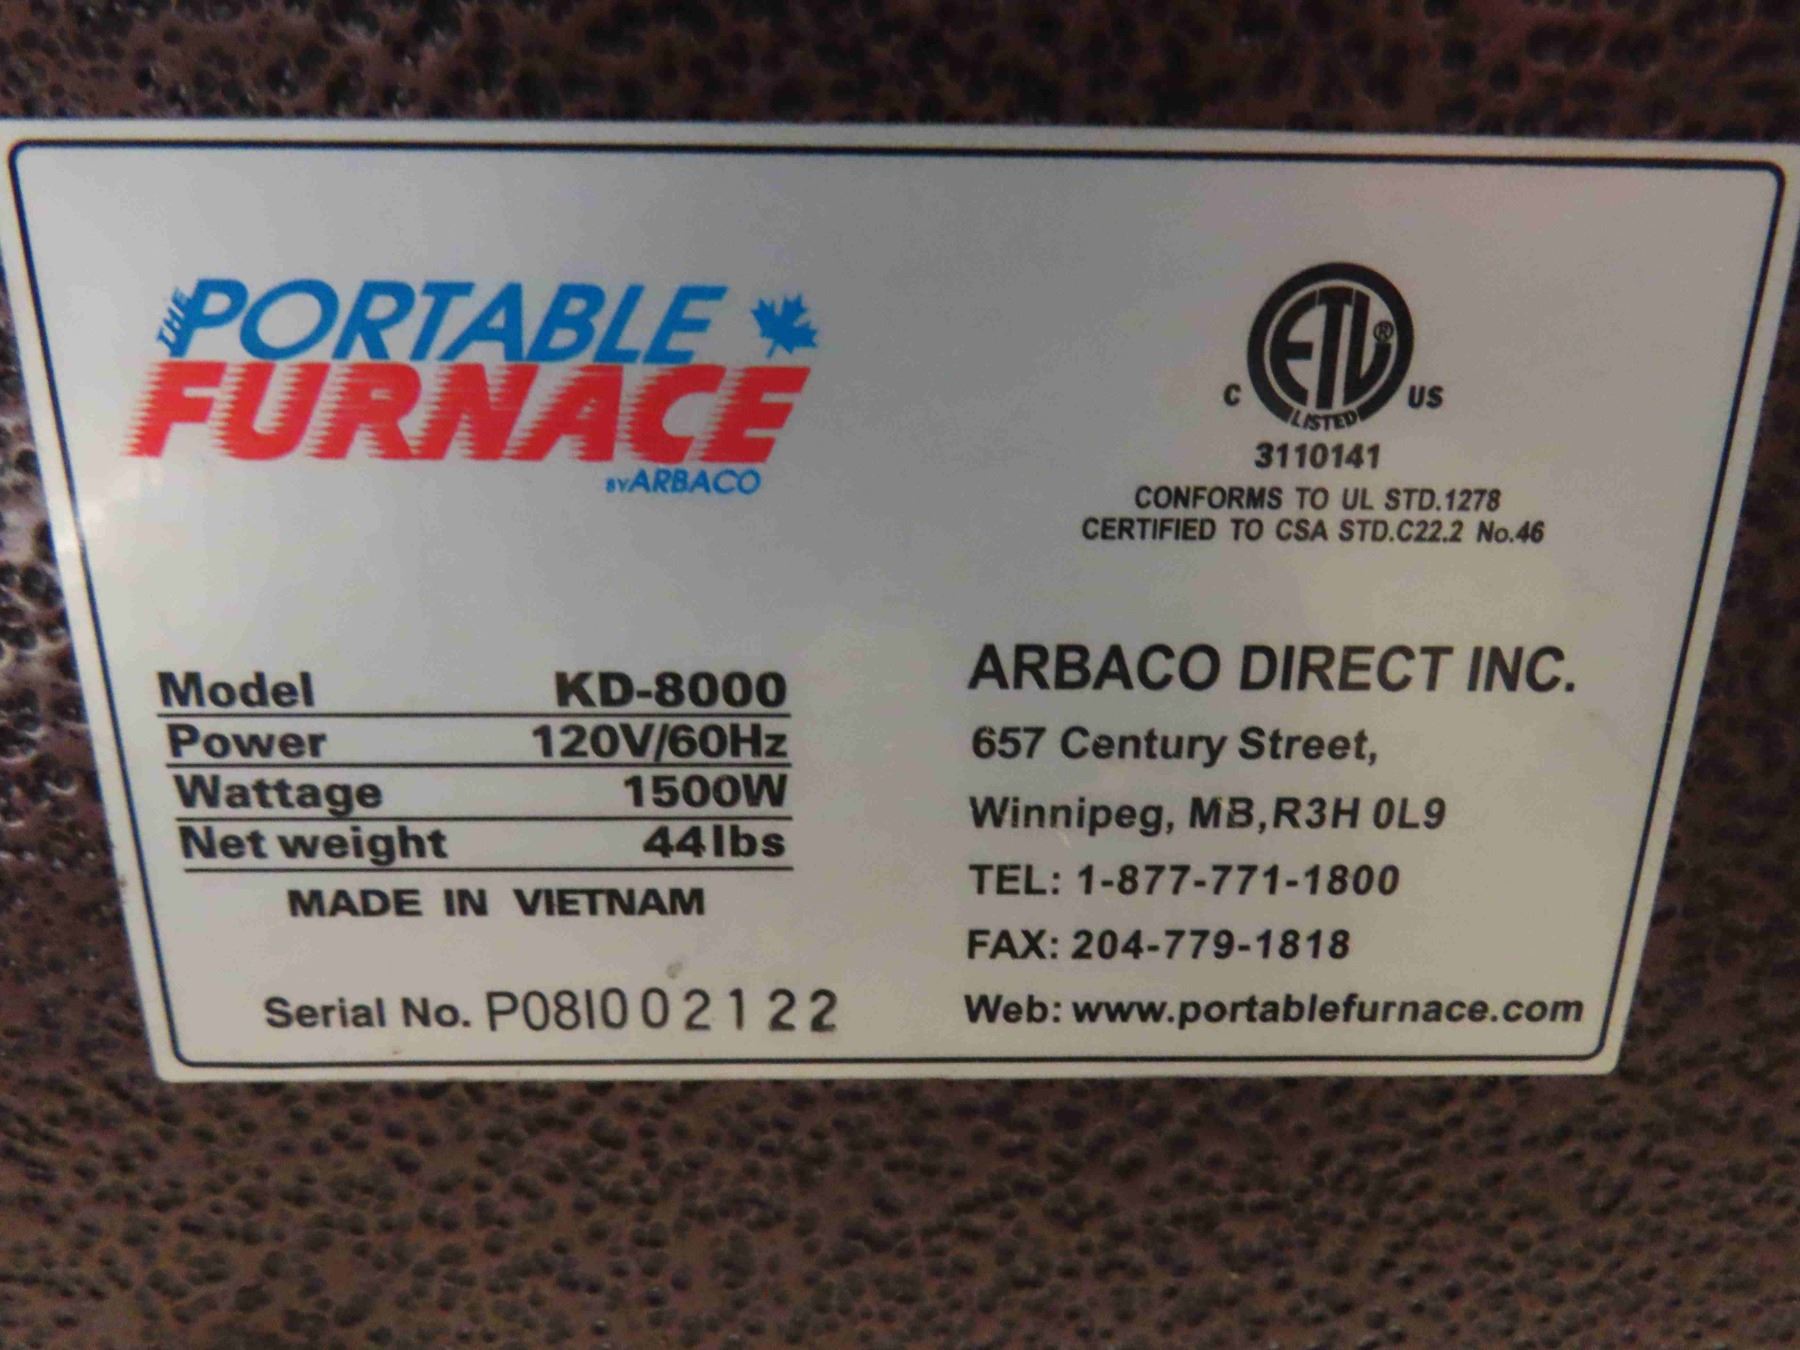 THE PORTABLE
FURNACE
BY ARBACO
ETL®
LISTED
C US
3110141
CONFORMS TO UL STD.1278
CERTIFIED TO CSA STD.C22.2 No.46
Model KD-8000
Power 120V/60Hz
Wattage 1500W
Net weight 44lbs
MADE IN VIETNAM
Serial No. P08I002122
ARBACO DIRECT INC.
657 Century Street,
Winnipeg, MB,R3H 0L9
TEL: 1-877-771-1800
FAX: 204-779-1818
Web: www.portablefurnace.com